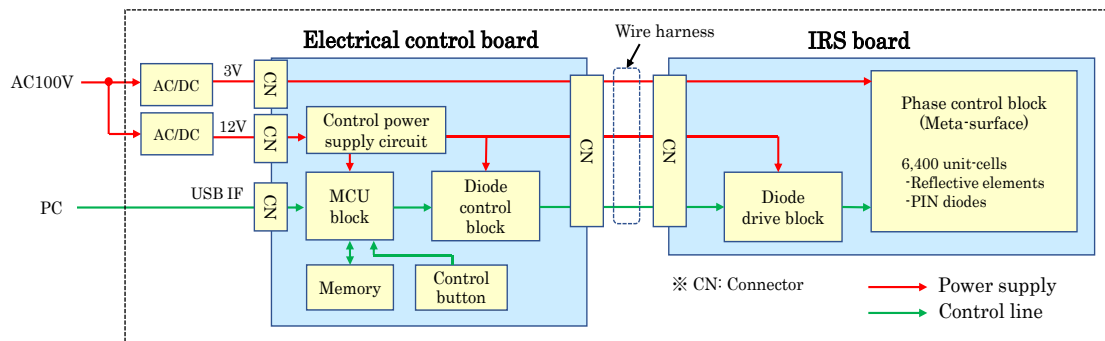 Electrical control board
Wire harness
IRS board
AC100V
AC/DC
3V
CN
AC/DC
12V
CN
Control power
supply circuit
CN
CN
Phase control block
(Meta-surface)
6,400 unit-cells
-Reflective elements
-PIN diodes
PC
USB IF
CN
MCU
block
Diode
control
block
Diode
drive block
Memory
Control
button
※ CN: Connector
Power supply
Control line